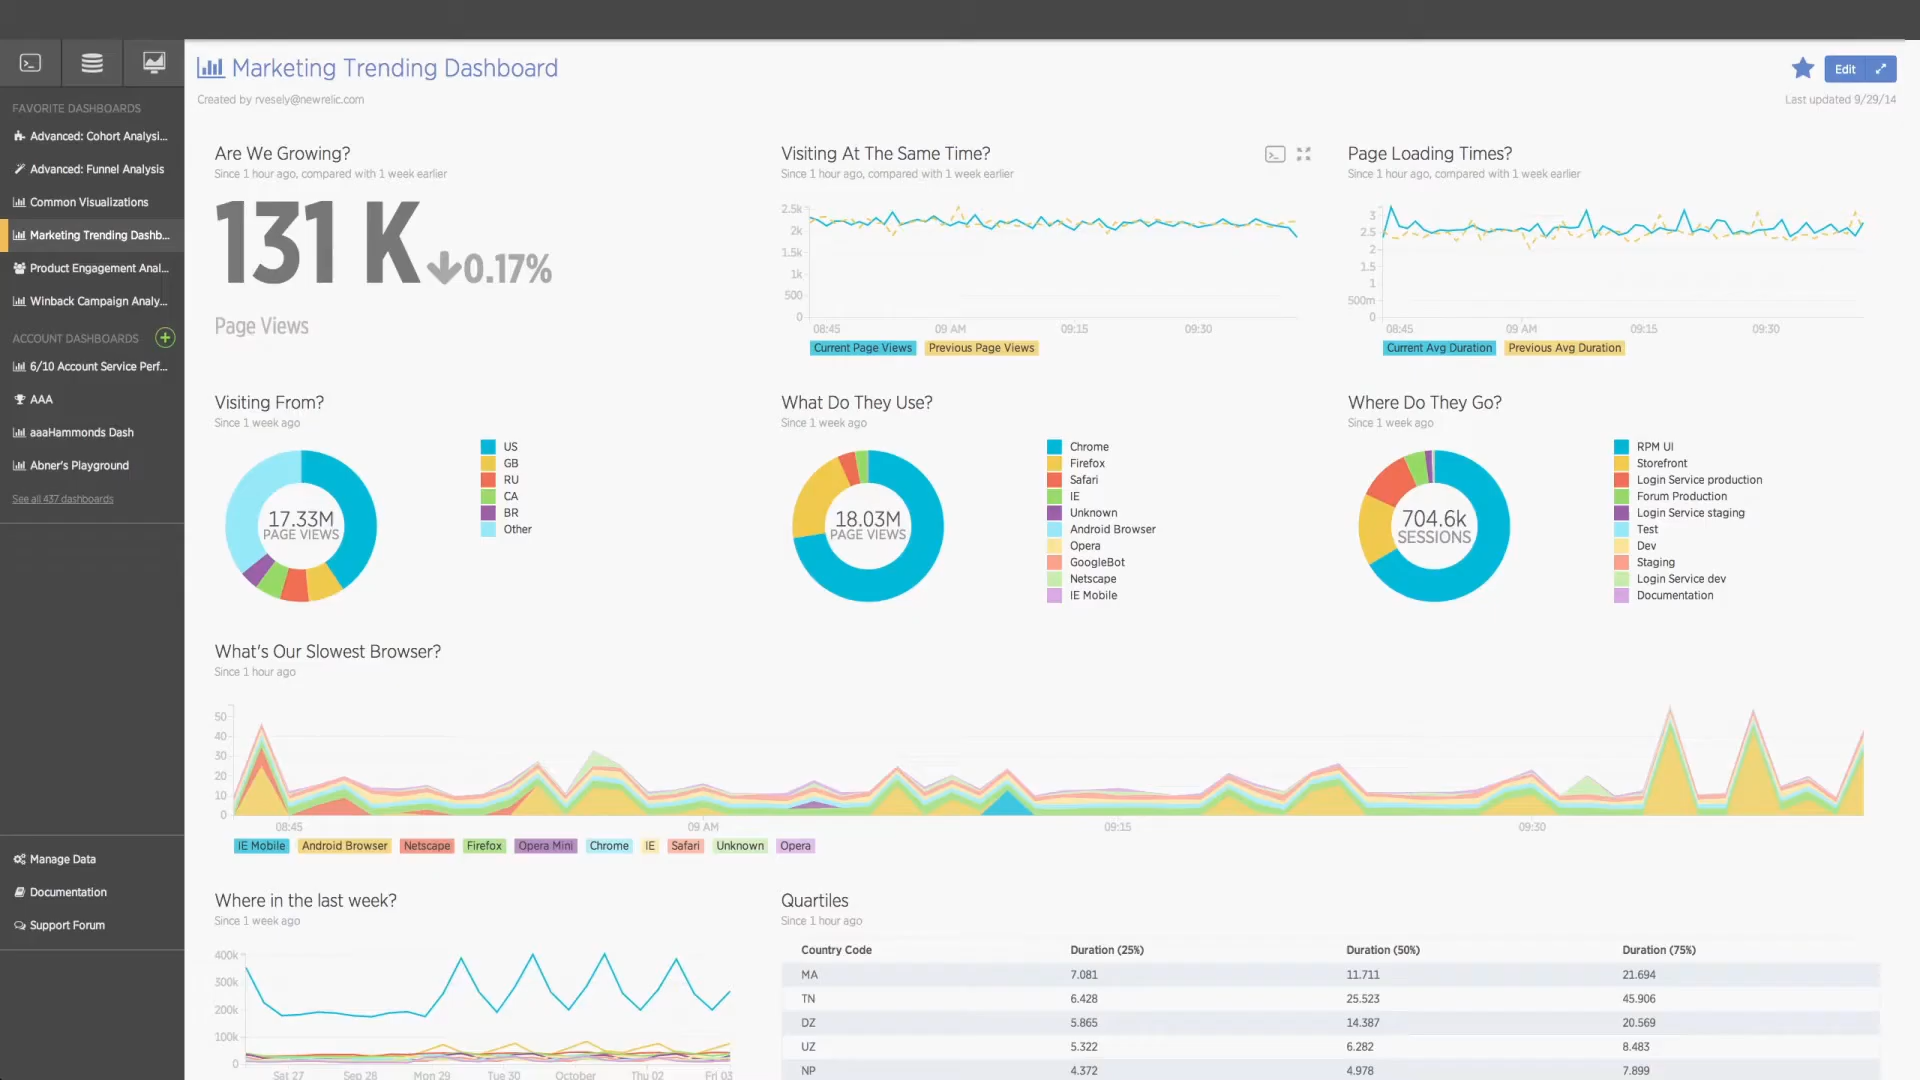 FAVORITE DASHBOARDS
Advanced: Cohort Analysi...
Advanced: Funnel Analysis
Common Visualizations
Marketing Trending Dashb...
Product Engagement Anal...
Winback Campaign Analy...
ACCOUNT DASHBOARDS
6/10 Account Service Perf...
AAA
aaaHammonds Dash
Abner's Playground
See all 437 dashboards
Manage Data
Documentation
Support Forum
Marketing Trending Dashboard
Edit
Created by rvesely@newrelic.com
Last updated 9/29/14
Are We Growing?
Since 1 hour ago, compared with 1 week earlier
131 K 0.17%
Page Views
Visiting At The Same Time?
Since 1 hour ago, compared with 1 week earlier
2.5k
2k
1.5k
1k
500
0
08:45 09 AM 09:15 09:30
Current Page Views Previous Page Views
Page Loading Times?
Since 1 hour ago, compared with 1 week earlier
3
2.5
2
1.5
1
500m
0
08:45 09 AM 09:15 09:30
Current Avg Duration Previous Avg Duration
Visiting From?
Since 1 week ago
17.33M
PAGE VIEWS
US
GB
RU
CA
BR
Other
What Do They Use?
Since 1 week ago
18.03M
PAGE VIEWS
Chrome
Firefox
Safari
IE
Unknown
Android Browser
Opera
GoogleBot
Netscape
IE Mobile
Where Do They Go?
Since 1 week ago
704.6k
SESSIONS
RPM UI
Storefront
Login Service production
Forum Production
Login Service staging
Test
Dev
Staging
Login Service dev
Documentation
What's Our Slowest Browser?
Since 1 hour ago
50
40
30
20
10
0
08:45 09 AM 09:15 09:30
IE Mobile Android Browser Netscape Firefox Opera Mini Chrome IE Safari Unknown Opera
Where in the last week?
Since 1 week ago
400k
300k
200k
100k
0
Sat 27 Sep 28 Mon 29 Tue 30 October Thu 02 Fri 03
Quartiles
Since 1 hour ago
Country Code Duration (25%) Duration (50%) Duration (75%)
MA 7.081 11.711 21.694
TN 6.428 25.523 45.906
DZ 5.865 14.387 20.569
UZ 5.322 6.282 8.483
NP 4.372 4.978 7.899